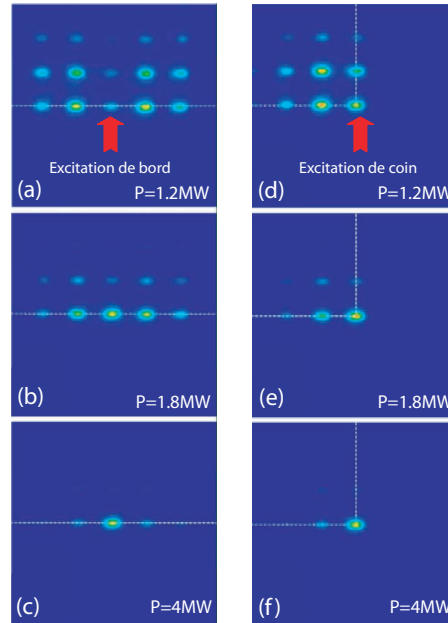 Excitation de bord
(a)
P=1.2MW
Excitation de coin
(d)
P=1.2MW
(b)
P=1.8MW
(e)
P=1.8MW
(c)
P=4MW
(f)
P=4MW